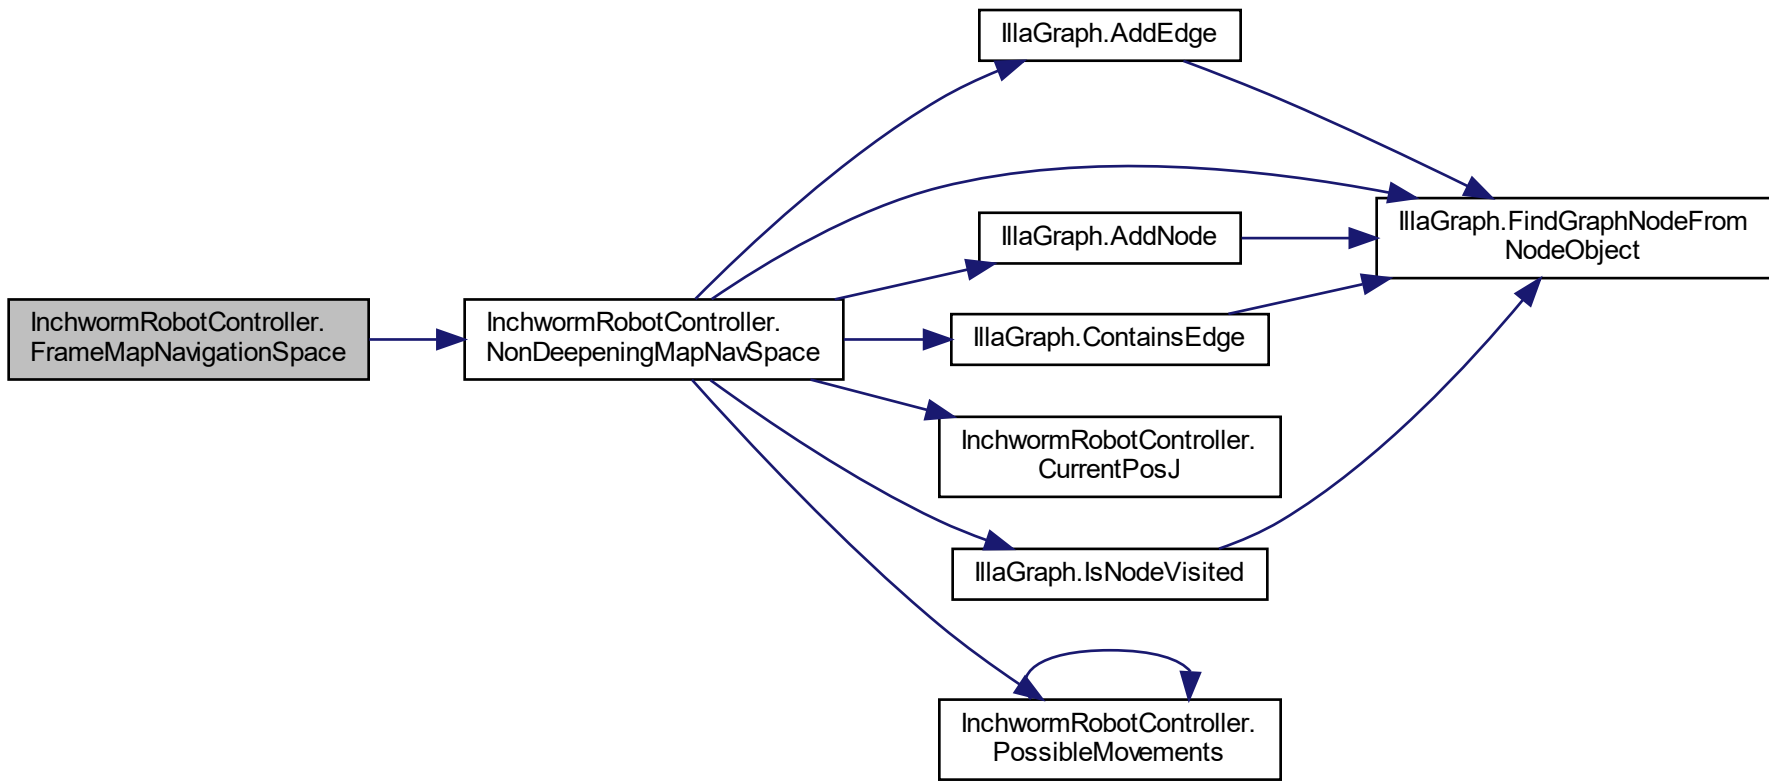 IllaGraph.AddEdge
IllaGraph.FindGraphNodeFrom
NodeObject
IllaGraph.AddNode
InchwormRobotController.
FrameMapNavigationSpace
InchwormRobotController.
NonDeepeningMapNavSpace
IllaGraph.ContainsEdge
InchwormRobotController.
CurrentPosJ
IllaGraph.IsNodeVisited
InchwormRobotController.
PossibleMovements